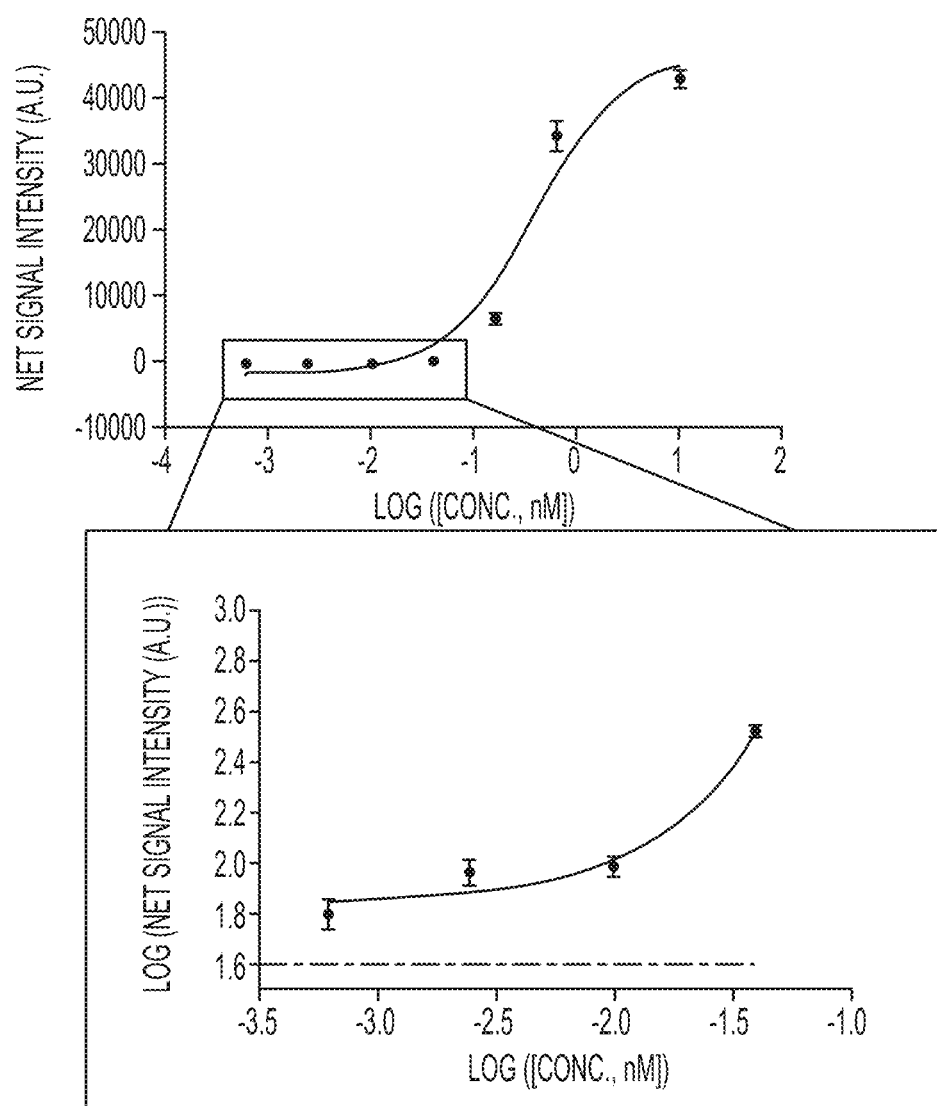 NET SIGNAL INTENSITY (A.U.)
50000
40000
30000
20000
10000
0
-10000
-4 -3 -2 -1 0 1 2
LOG ([CONC., nM])
LOG (NET SIGNAL INTENSITY (A.U.))
3.0
2.8
2.6
2.4
2.2
2.0
1.8
1.6
-3.5 -3.0 -2.5 -2.0 -1.5 -1.0
LOG ([CONC., nM])